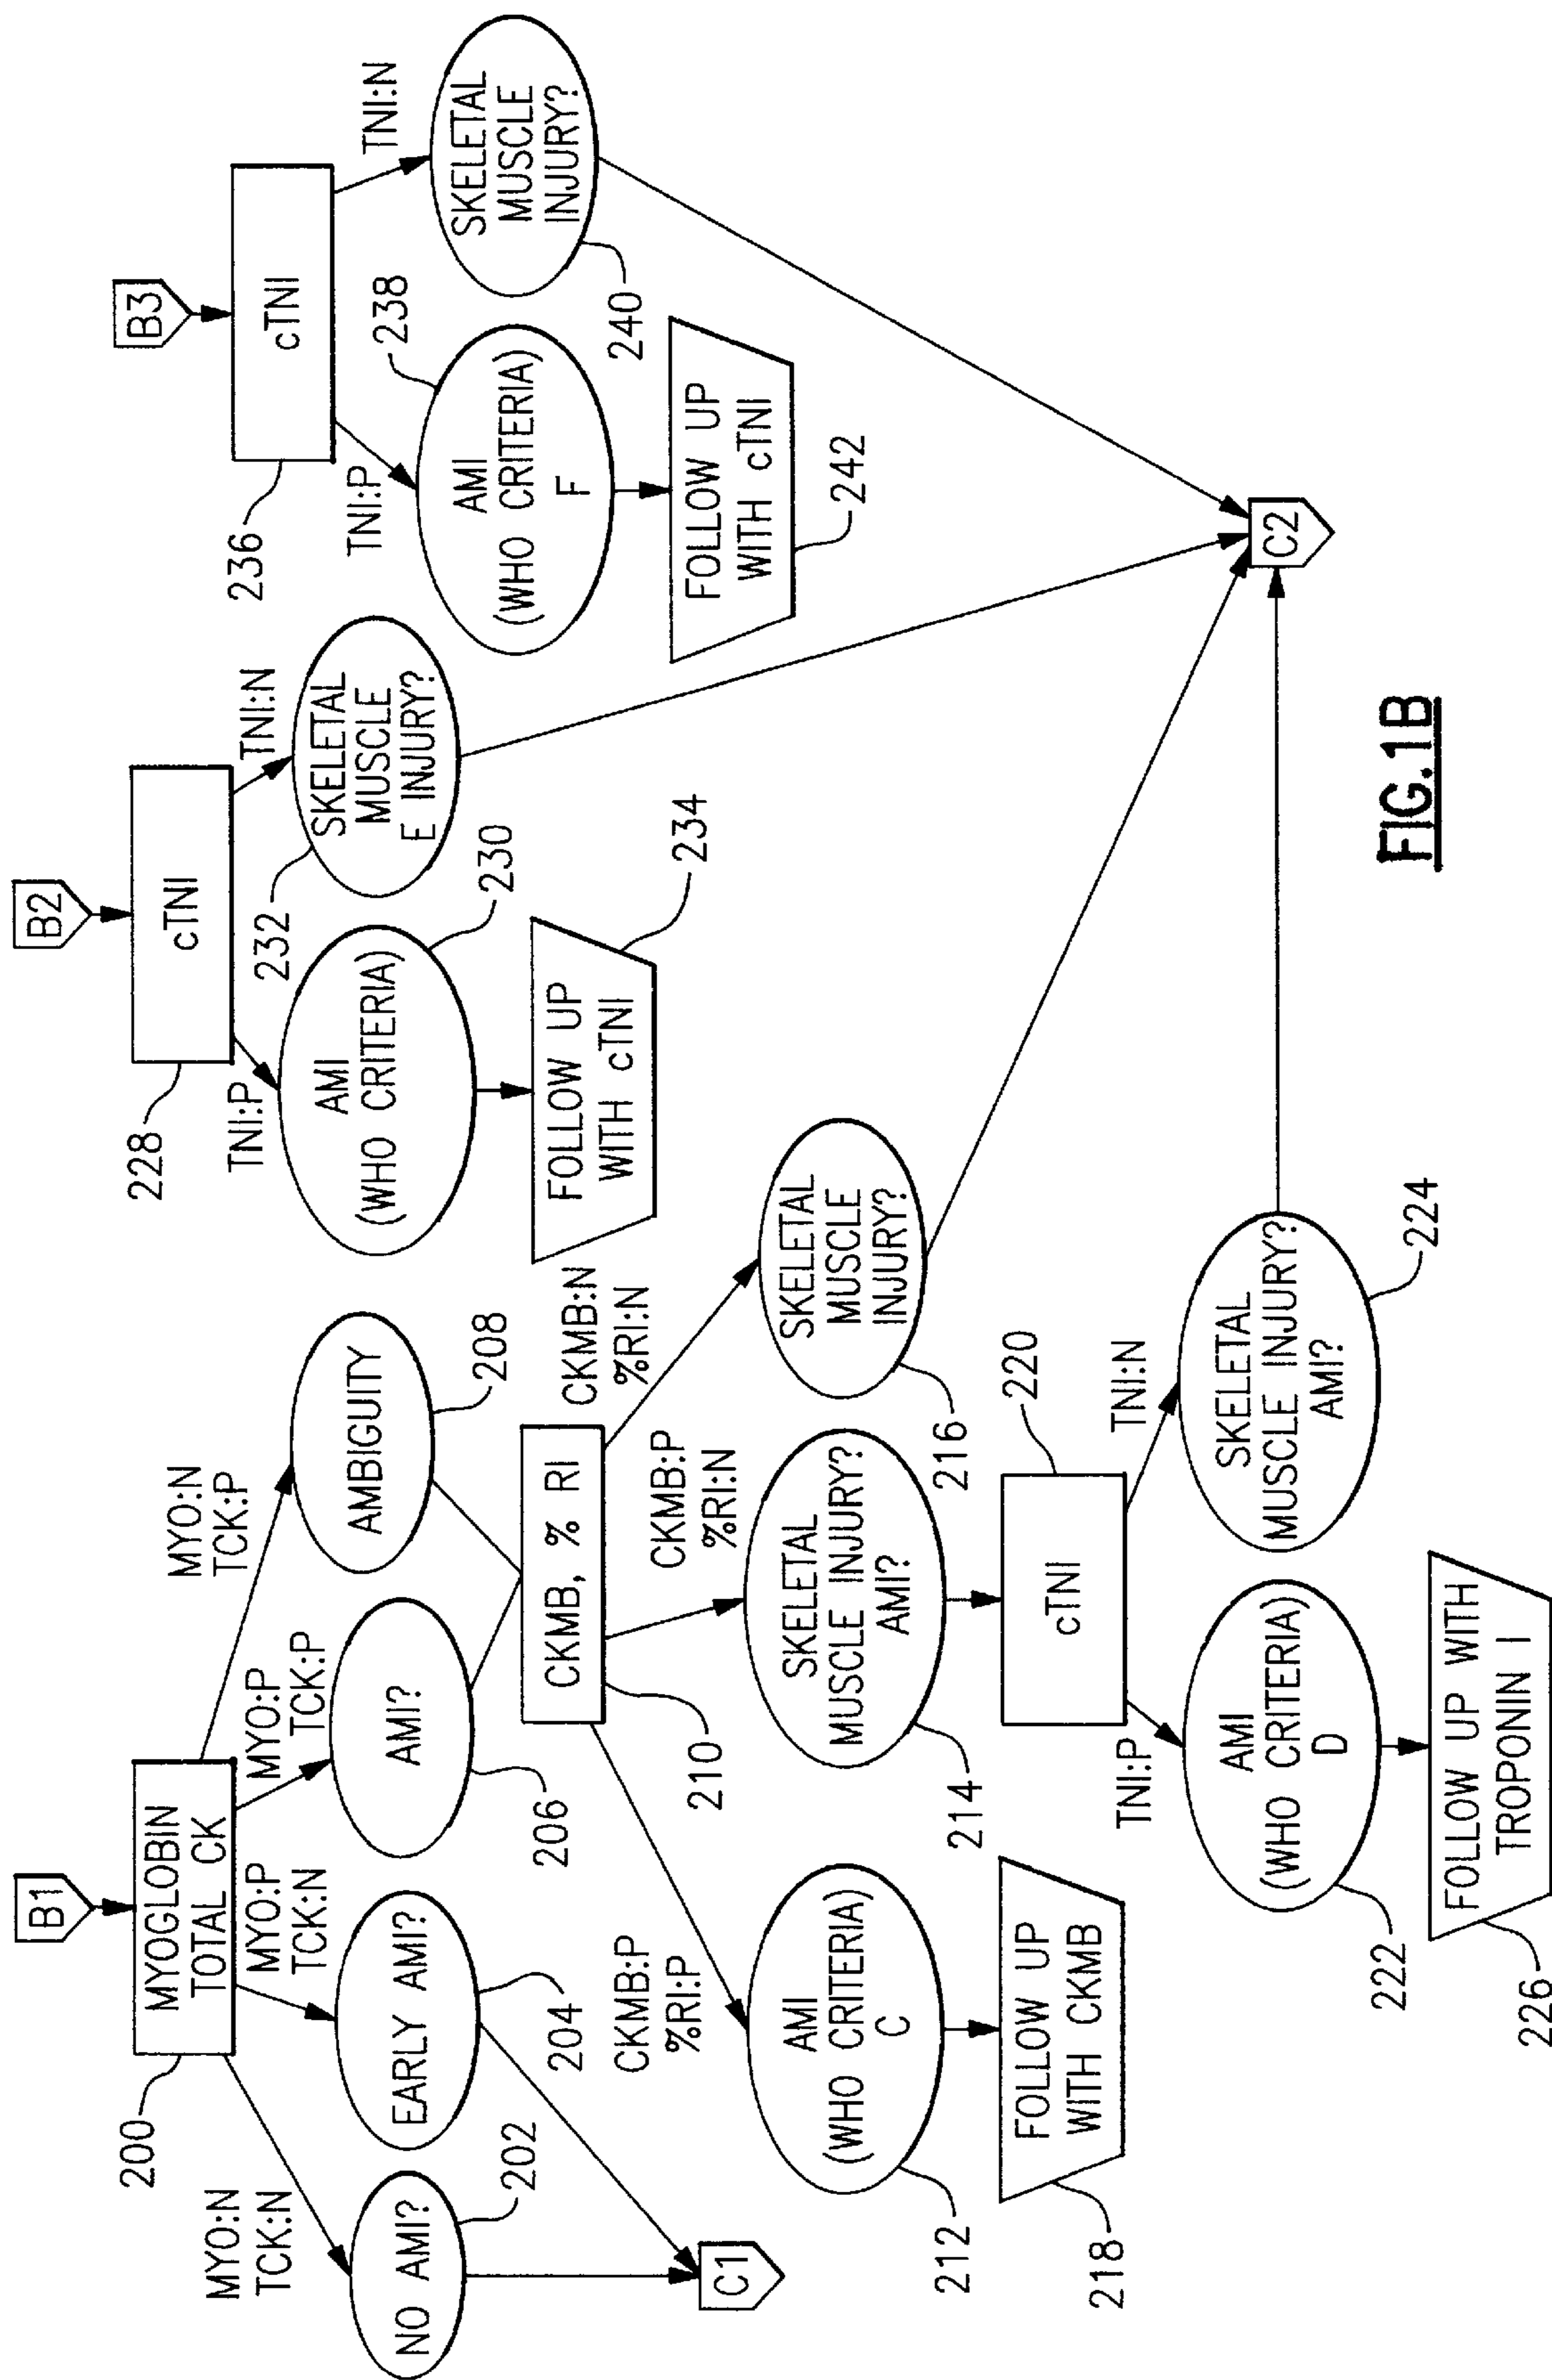 B1
200
MYOGLOBIN
TOTAL CK
MYO:N
TCK:N
MYO:P
TCK:N
MYO:P
TCK:P
MYO:N
TCK:P
NO AMI?
202
EARLY AMI?
204
AMI?
206
AMBIGUITY
208
C1
210
CKMB, % RI
CKMB:P
%RI:P
CKMB:P
%RI:N
CKMB:N
%RI:N
212
AMI
(WHO CRITERIA)
C
214
SKELETAL
MUSCLE INJURY?
AMI?
216
SKELETAL
MUSCLE
INJURY?
218
FOLLOW UP
WITH CKMB
220
cTNI
TNI:P
TNI:N
222
AMI
(WHO CRITERIA)
D
SKELETAL
MUSCLE INJURY?
AMI?
224
226
FOLLOW UP WITH
TROPONIN I
B2
228
cTNI
TNI:P
TNI:N
AMI
(WHO CRITERIA)
230
232
SKELETAL
MUSCLE
E INJURY?
FOLLOW UP
WITH cTNI
234
B3
236
cTNI
TNI:P
TNI:N
AMI
(WHO CRITERIA)
F
238
SKELETAL
MUSCLE
INJURY?
240
FOLLOW UP
WITH cTNI
242
C2
FIG.1B